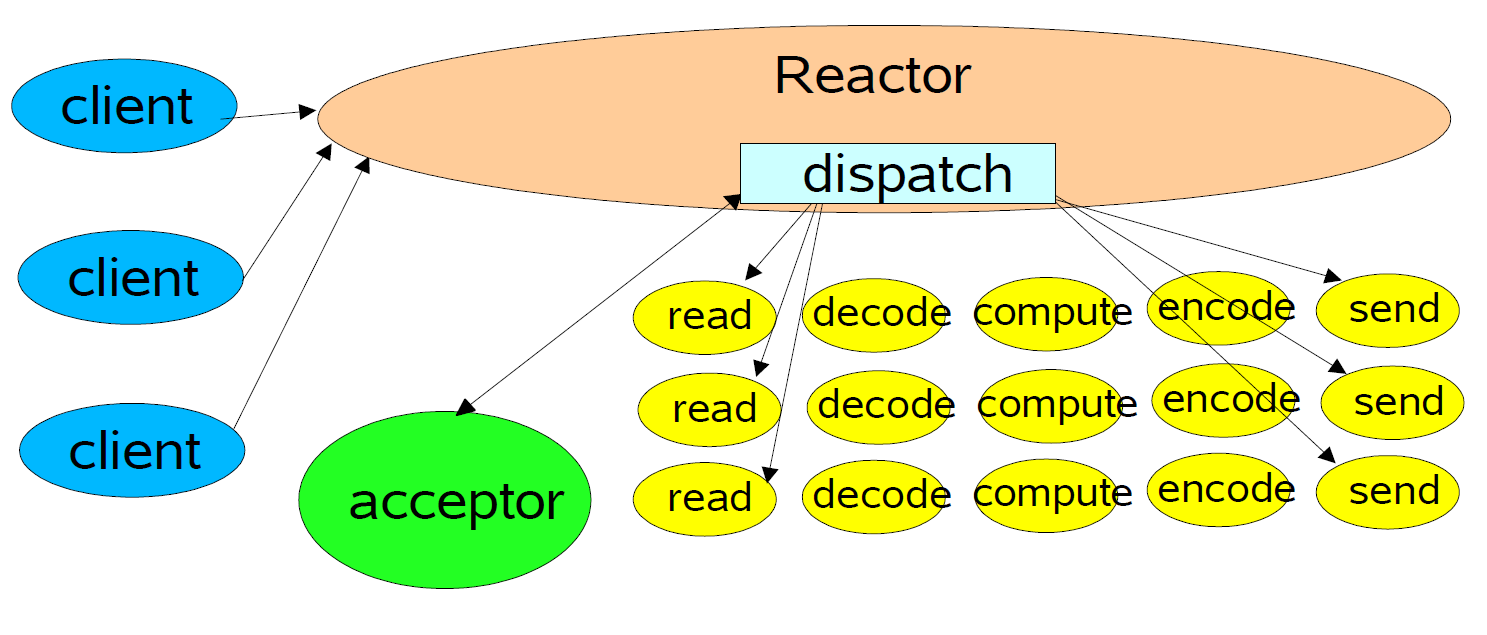 Reactor
client
dispatch
client
read decode compute encode send
client
read decode compute encode send
acceptor
read decode compute encode send